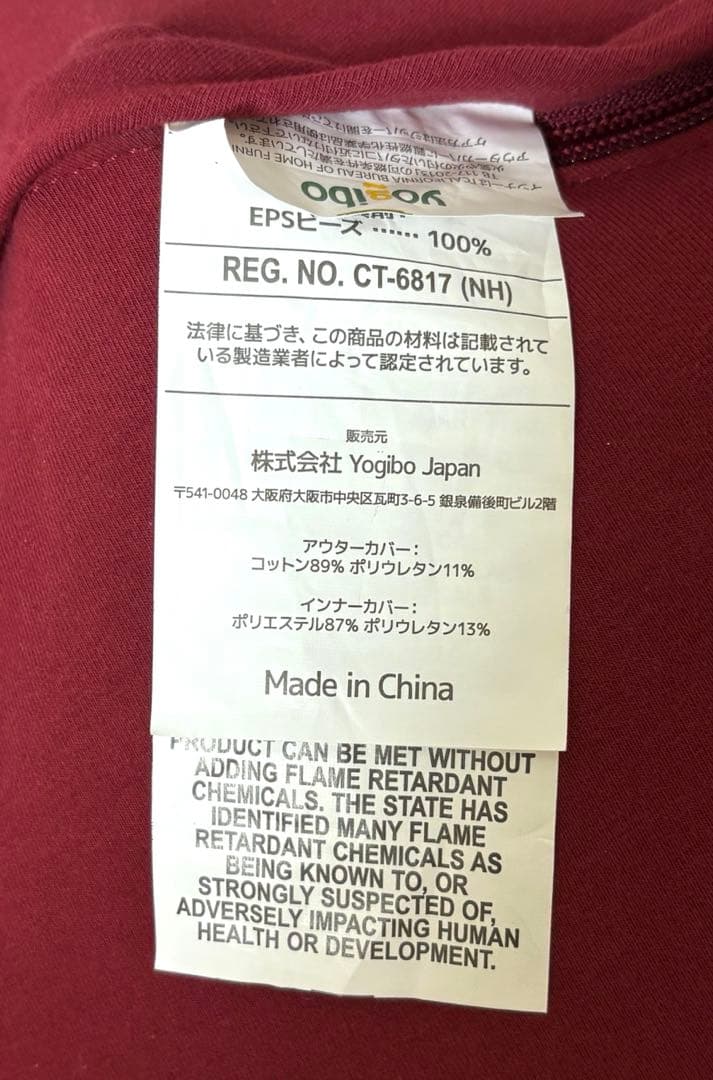 yogibo
EPSビーズ ...... 100%
REG. NO. CT-6817 (NH)
法律に基づき、この商品の材料は記載されて
いる製造業者によって認定されています。
販売元
株式会社 Yogibo Japan
〒541-0048 大阪府大阪市中央区瓦町3-6-5 銀泉備後町ビル2階
アウターカバー：
コットン89% ポリウレタン11%
インナーカバー：
ポリエステル87% ポリウレタン13%
Made in China
PRODUCT CAN BE MET WITHOUT
ADDING FLAME RETARDANT
CHEMICALS. THE STATE HAS
IDENTIFIED MANY FLAME
RETARDANT CHEMICALS AS
BEING KNOWN TO, OR
STRONGLY SUSPECTED OF,
ADVERSELY IMPACTING HUMAN
HEALTH OR DEVELOPMENT.